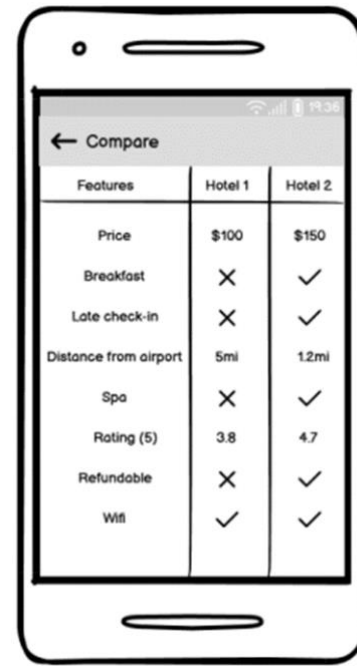 19:36
Compare
Features Hotel 1 Hotel 2
Price $100 $150
Breakfast
Late check-in
Distance from airport 5mi 1.2mi
Spa
Rating (5) 3.8 4.7
Refundable
Wifi